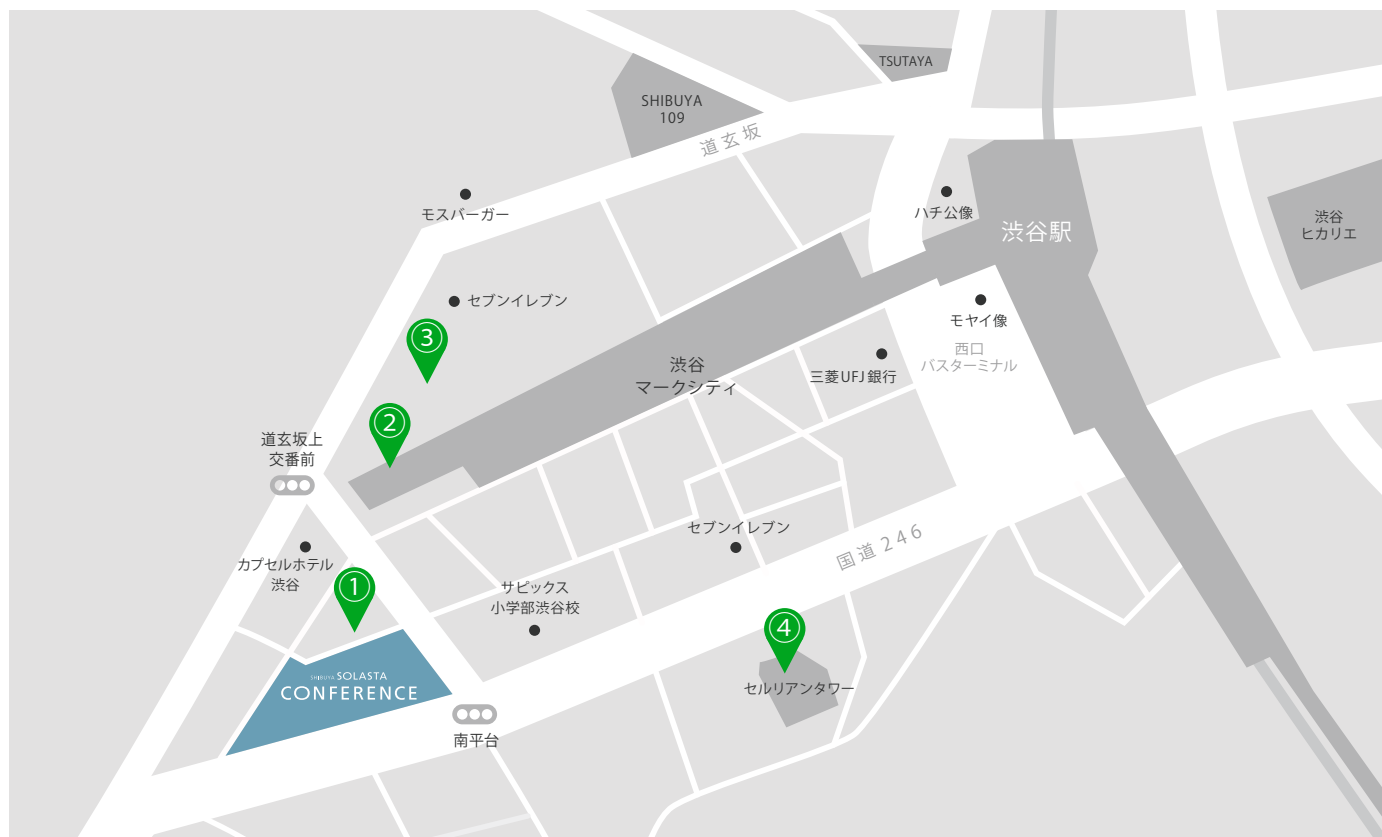 TSUTAYA
SHIBUYA
109
道玄坂
モスバーガー
ハチ公像
渋谷駅
渋谷
ヒカリエ
セブンイレブン
モヤイ像
西口
バスターミナル
3
渋谷
マークシティ
三菱UFJ銀行
2
道玄坂上
交番前
セブンイレブン
国道246
カプセルホテル
渋谷
1
サピックス
小学部渋谷校
4
セルリアンタワー
SHIBUYA SOLASTA
CONFERENCE
南平台